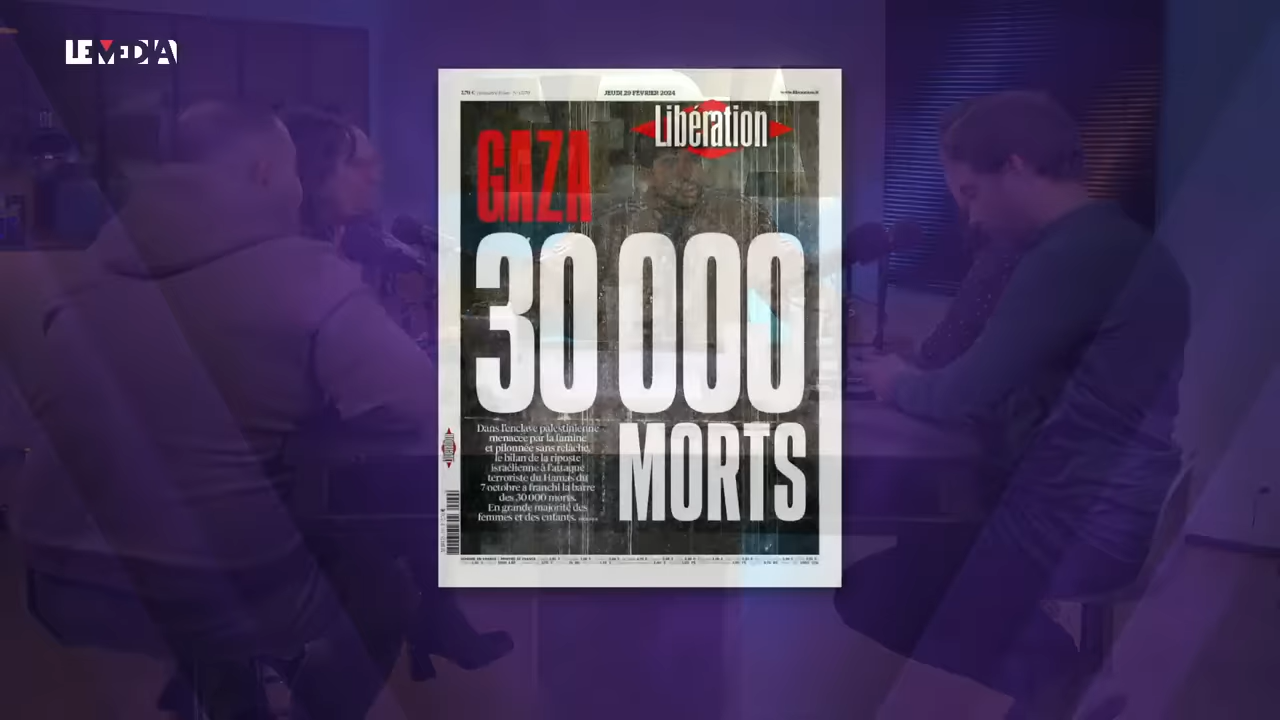 LE MEDIA
JEUDI 29 FÉVRIER 2024
Libération
GAZA
30 000
MORTS
Dans l'enclave palestinienne
menacée par la famine
et pilonnée sans relâche,
le bilan de la riposte
israélienne à l'attaque
terroriste du Hamas du
7 octobre a franchi la barre
des 30 000 morts.
En grande majorité des
femmes et des enfants.
Libération